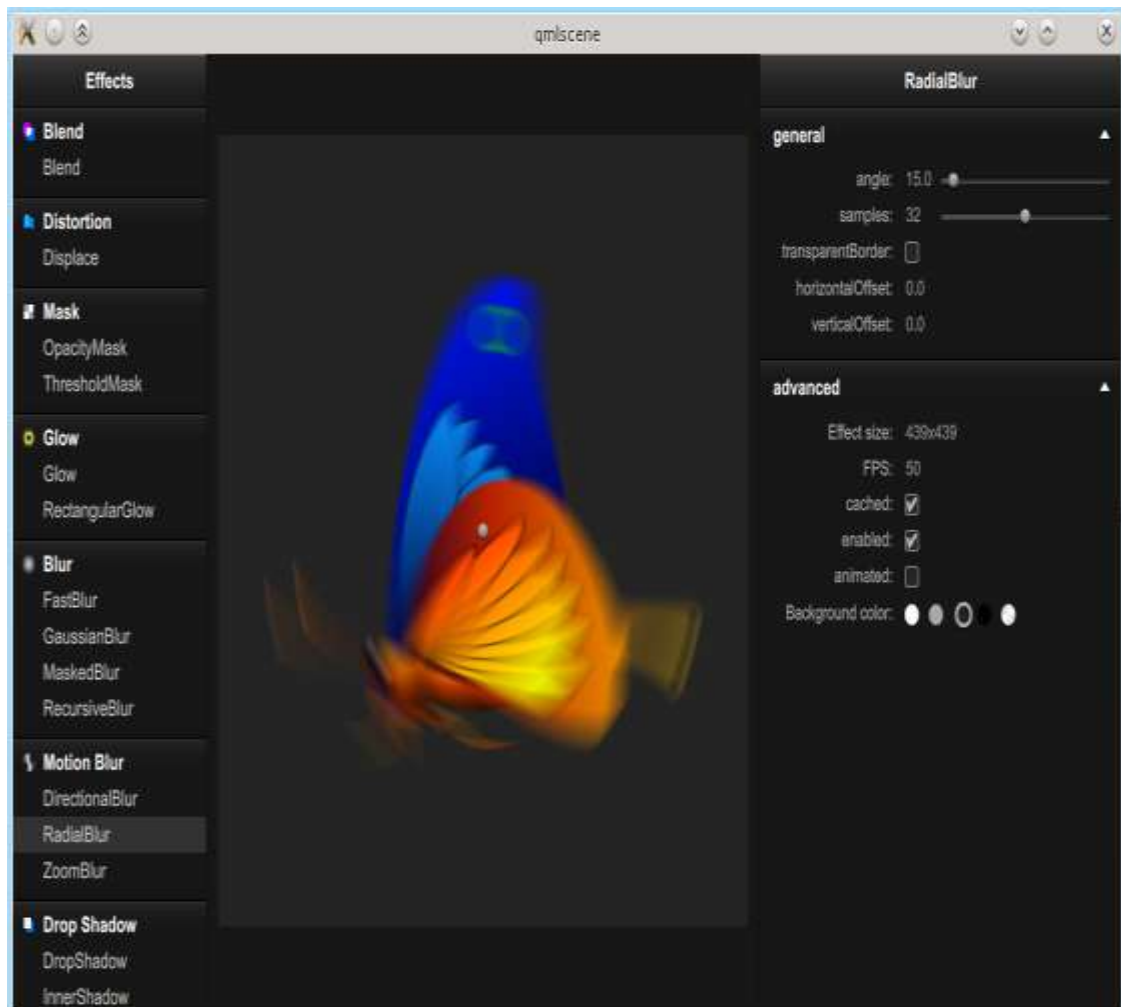 qmlscene
Effects
Blend
Blend
Distortion
Displace
Mask
OpacityMask
ThresholdMask
Glow
Glow
RectangularGlow
Blur
FastBlur
GaussianBlur
MaskedBlur
RecursiveBlur
Motion Blur
DirectionalBlur
RadialBlur
ZoomBlur
Drop Shadow
DropShadow
InnerShadow
RadialBlur
general
angle: 15.0
samples: 32
transparentBorder:
horizontalOffset: 0.0
verticalOffset: 0.0
advanced
Effect size: 439x439
FPS: 50
cached:
enabled:
animated:
Background color: